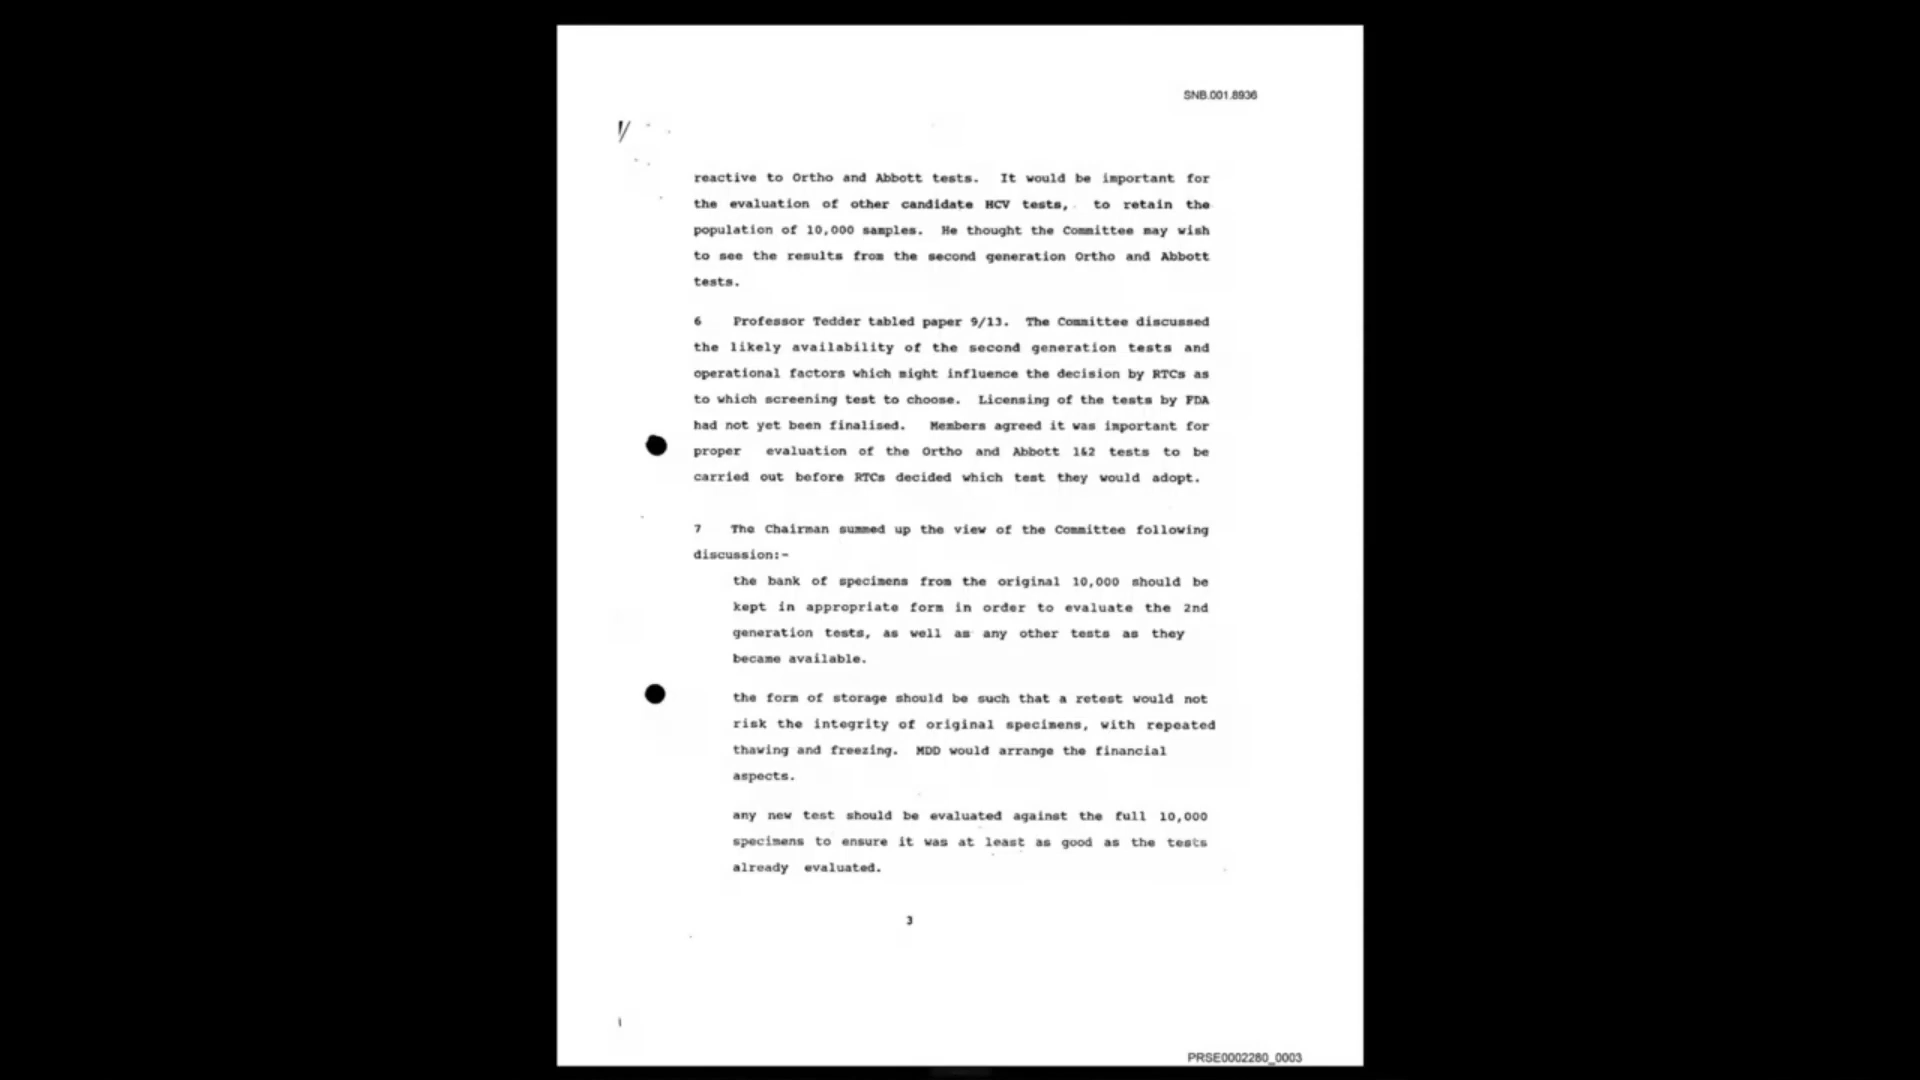 SNB.001.8936
reactive to Ortho and Abbott tests. It would be important for
the evaluation of other candidate HCV tests, to retain the
population of 10,000 samples. He thought the Committee may wish
to see the results from the second generation Ortho and Abbott
tests.
6 Professor Tedder tabled paper 9/13. The Committee discussed
the likely availability of the second generation tests and
operational factors which might influence the decision by RTCs as
to which screening test to choose. Licensing of the tests by FDA
had not yet been finalised. Members agreed it was important for
proper evaluation of the Ortho and Abbott 1&2 tests to be
carried out before RTCs decided which test they would adopt.
7 The Chairman summed up the view of the Committee following
discussion:-
the bank of specimens from the original 10,000 should be
kept in appropriate form in order to evaluate the 2nd
generation tests, as well as any other tests as they
became available.
the form of storage should be such that a retest would not
risk the integrity of original specimens, with repeated
thawing and freezing. MDD would arrange the financial
aspects.
any new test should be evaluated against the full 10,000
specimens to ensure it was at least as good as the tests
already evaluated.
3
PRSE0002280_0003